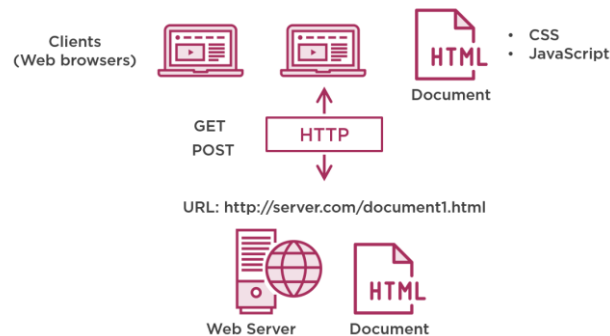 Clients
(Web browsers)
HTML
Document
• CSS
• JavaScript
GET
POST
HTTP
URL: http://server.com/document1.html
HTML
Web Server
Document